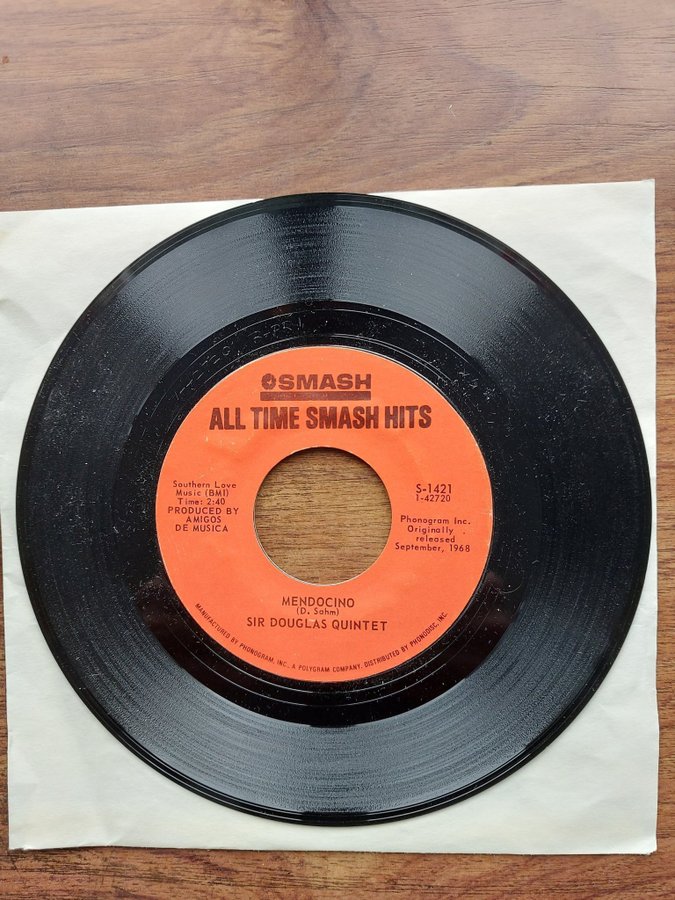 SMASH
ALL TIME SMASH HITS
Southern Love
Music (BMI)
Time: 2:40
PRODUCED BY
AMIGOS
DE MUSICA
S-1421
1-42720
Phonogram Inc.
Originally
released
September, 1968
MENDOCINO
(D. Sahm)
SIR DOUGLAS QUINTET
MANUFACTURED BY PHONOGRAM, INC., A POLYGRAM COMPANY. DISTRIBUTED BY PHONODISC, INC.